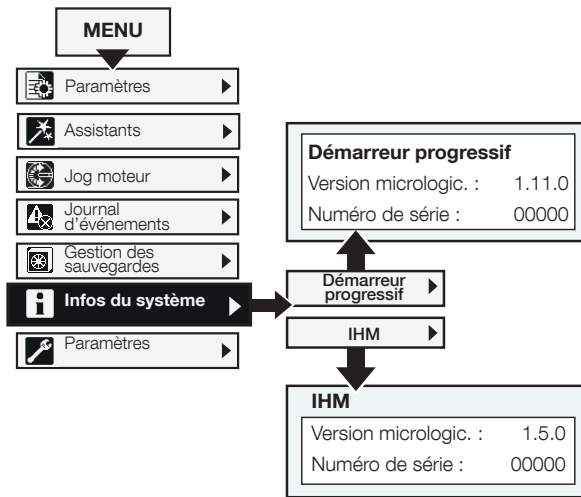 MENU
Paramètres
Assistants
Jog moteur
Journal
d'événements
Gestion des
sauvegardes
Infos du système
Paramètres
Démarreur progressif
Version micrologic. : 1.11.0
Numéro de série : 00000
Démarreur
progressif
IHM
IHM
Version micrologic. : 1.5.0
Numéro de série : 00000